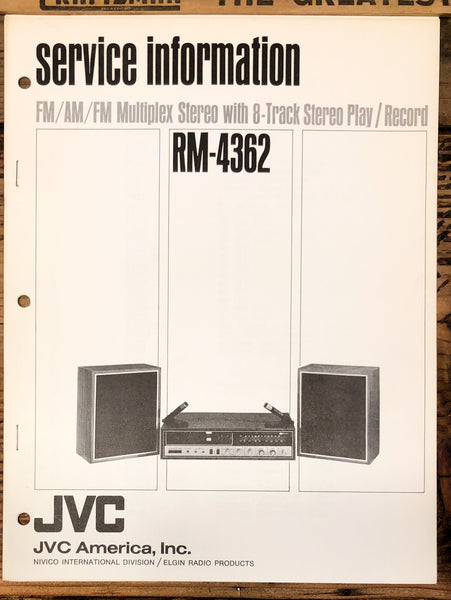 THE GREATEST
service information
FM/AM/FM Multiplex Stereo with 8-Track Stereo Play/Record
RM-4362
JVC
JVC America, Inc.
NIVICO INTERNATIONAL DIVISION / ELGIN RADIO PRODUCTS